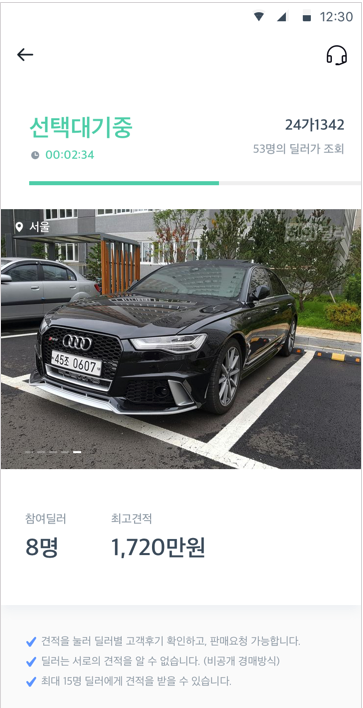 12:30
선택대기중
24가1342
00:02:34
53명의 딜러가 조회
서울
45조 0607
참여딜러
최고견적
8명
1,720만원
견적을 눌러 딜러별 고객후기 확인하고, 판매요청 가능합니다.
딜러는 서로의 견적을 알 수 없습니다. (비공개 경매방식)
최대 15명 딜러에게 견적을 받을 수 있습니다.